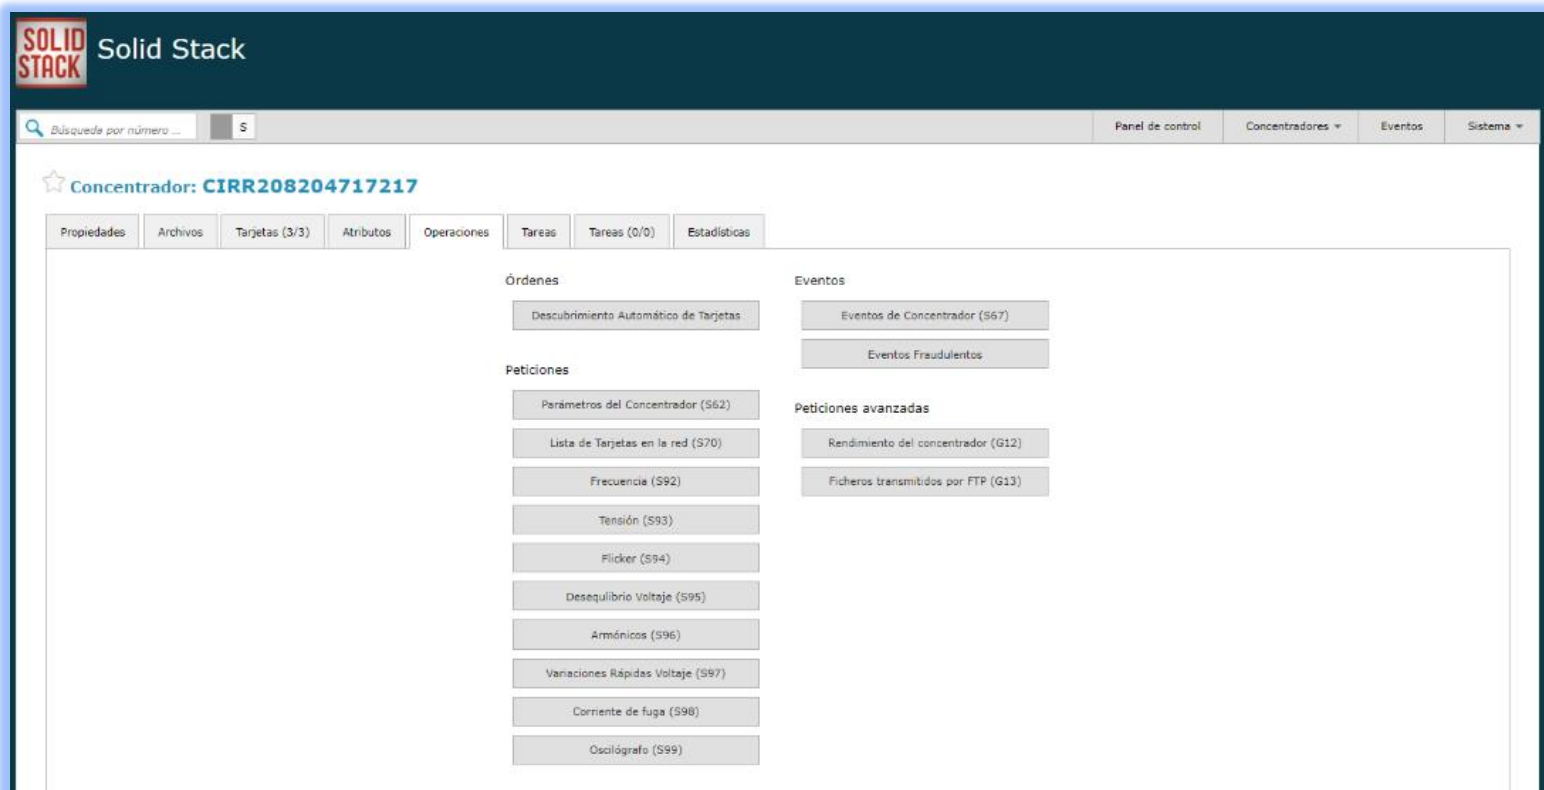 SOLID
STACK
Solid Stack
Búsqueda por número ...
S
Panel de control
Concentradores
Eventos
Sistema
Concentrador: CIRR208204717217
Propiedades
Archivos
Tarjetas (3/3)
Atributos
Operaciones
Tareas
Tareas (0/0)
Estadísticas
Órdenes
Descubrimiento Automático de Tarjetas
Peticiones
Parámetros del Concentrador (S62)
Lista de Tarjetas en la red (S70)
Frecuencia (S92)
Tensión (S93)
Flicker (S94)
Desequlibrio Voltaje (S95)
Armónicos (S96)
Variaciones Rápidas Voltaje (S97)
Corriente de fuga (S98)
Oscilógrafo (S99)
Eventos
Eventos de Concentrador (S67)
Eventos Fraudulentos
Peticiones avanzadas
Rendimiento del concentrador (G12)
Ficheros transmitidos por FTP (G13)